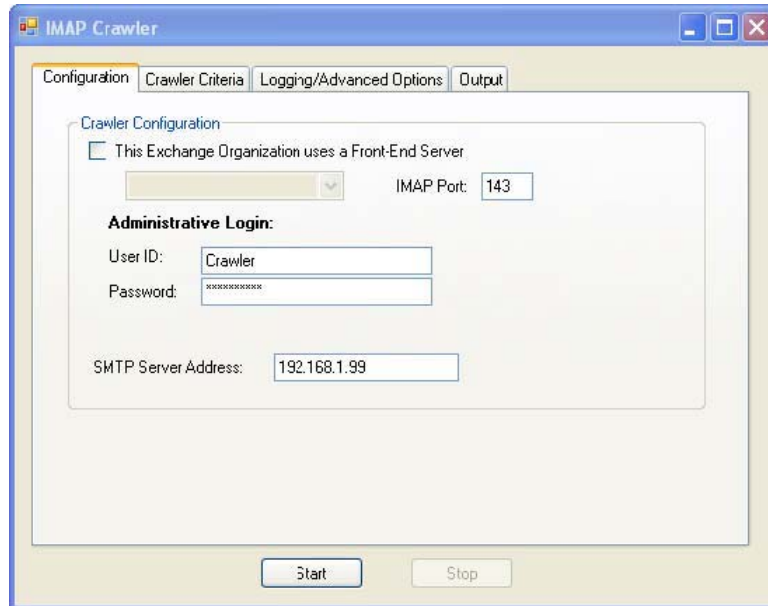 IMAP Crawler
Configuration Crawler Criteria Logging/Advanced Options Output
Crawler Configuration
This Exchange Organization uses a Front-End Server
IMAP Port: 143
Administrative Login:
User ID: Crawler
Password: **********
SMTP Server Address: 192.168.1.99
Start Stop